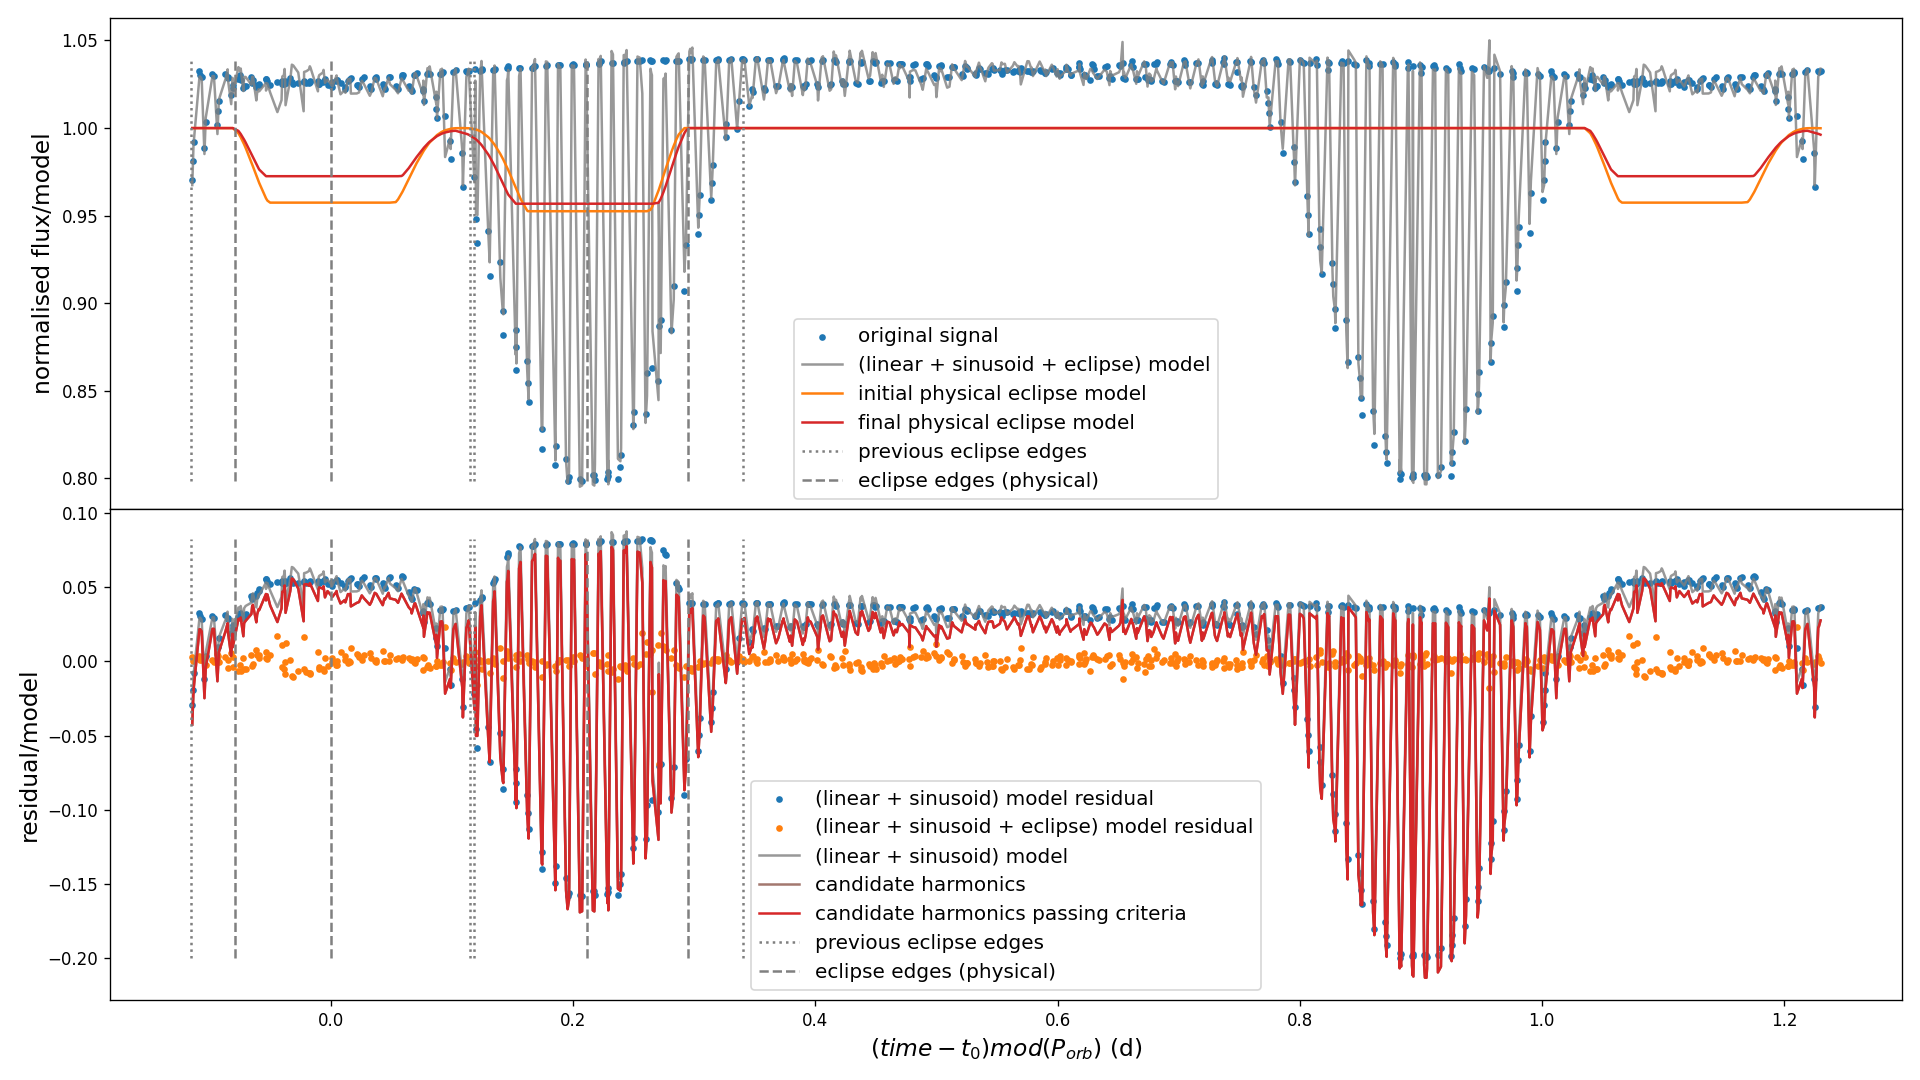 normalised flux/model
1.05
1.00
0.95
0.90
0.85
0.80
original signal
(linear + sinusoid + eclipse) model
initial physical eclipse model
final physical eclipse model
previous eclipse edges
eclipse edges (physical)
residual/model
0.10
0.05
0.00
−0.05
−0.10
−0.15
−0.20
(linear + sinusoid) model residual
(linear + sinusoid + eclipse) model residual
(linear + sinusoid) model
candidate harmonics
candidate harmonics passing criteria
previous eclipse edges
eclipse edges (physical)
0.0 0.2 0.4 0.6 0.8 1.0 1.2
(time − t₀)mod(Pₒᵣb) (d)